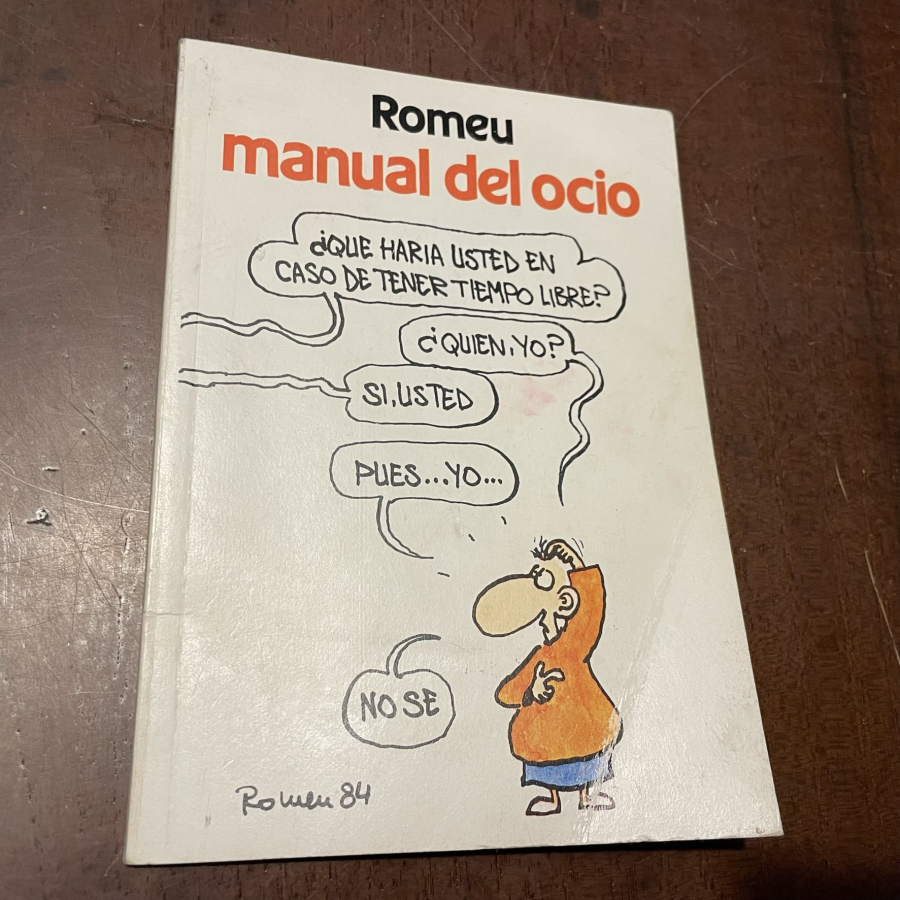 Romeu
manual del ocio
¿QUE HARIA USTED EN
CASO DE TENER TIEMPO LIBRE?
¿QUIEN, YO?
SI, USTED
PUES...YO...
NO SE
Romeu 84